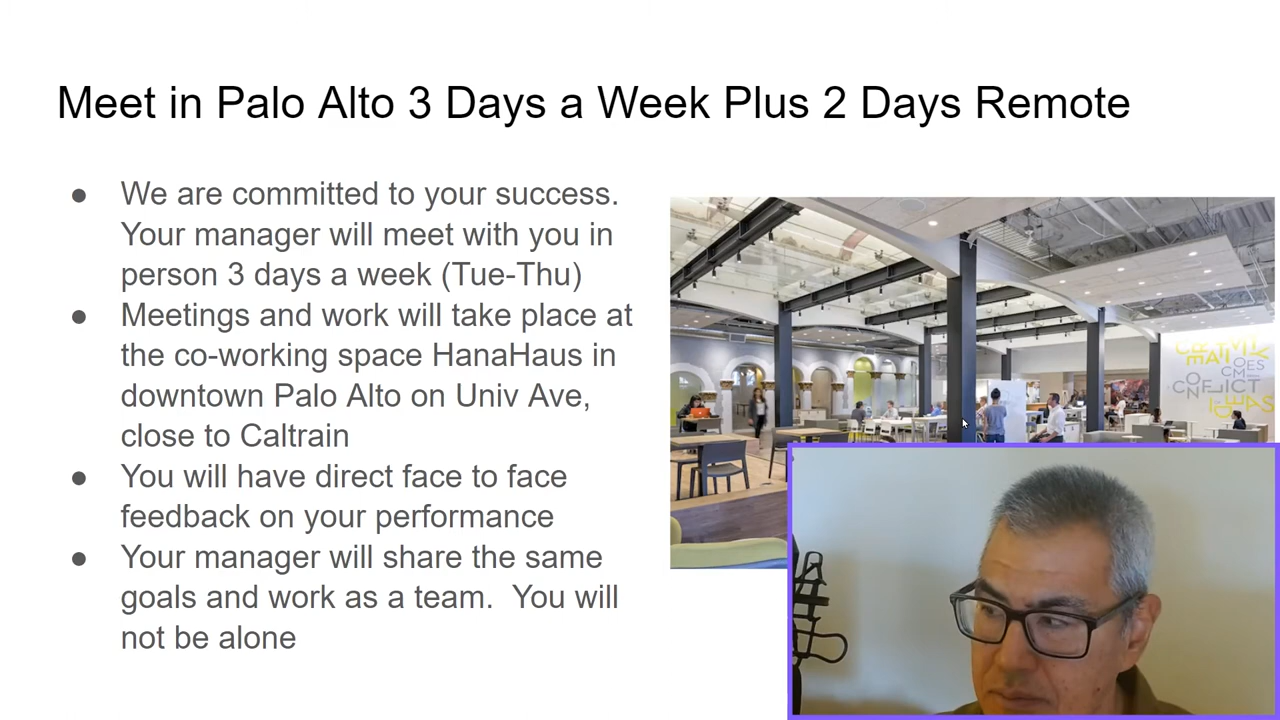 Meet in Palo Alto 3 Days a Week Plus 2 Days Remote
● We are committed to your success.
Your manager will meet with you in
person 3 days a week (Tue-Thu)
● Meetings and work will take place at
the co-working space HanaHaus in
downtown Palo Alto on Univ Ave,
close to Caltrain
● You will have direct face to face
feedback on your performance
● Your manager will share the same
goals and work as a team.  You will
not be alone